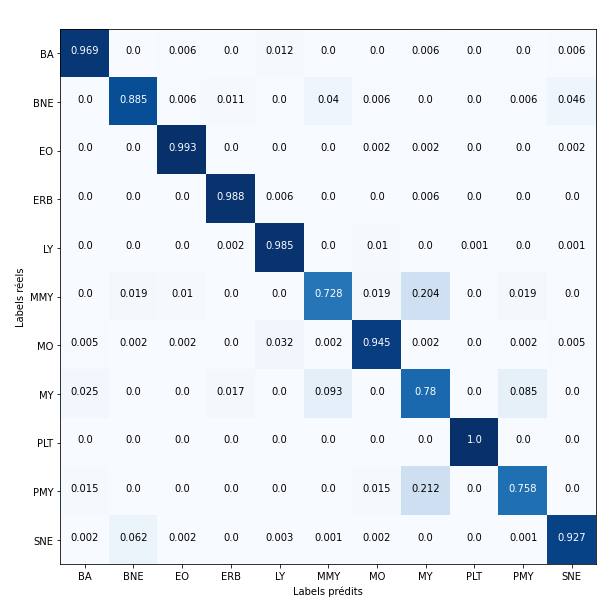 BA 0.969 0.0 0.006 0.0 0.012 0.0 0.0 0.006 0.0 0.0 0.006
BNE 0.0 0.885 0.006 0.011 0.0 0.04 0.006 0.0 0.0 0.006 0.046
EO 0.0 0.0 0.993 0.0 0.0 0.0 0.002 0.002 0.0 0.0 0.002
ERB 0.0 0.0 0.0 0.988 0.006 0.0 0.0 0.006 0.0 0.0 0.0
LY 0.0 0.0 0.0 0.002 0.985 0.0 0.01 0.0 0.001 0.0 0.001
MMY 0.0 0.019 0.01 0.0 0.0 0.728 0.019 0.204 0.0 0.019 0.0
MO 0.005 0.002 0.002 0.0 0.032 0.002 0.945 0.002 0.0 0.002 0.005
MY 0.025 0.0 0.0 0.017 0.0 0.093 0.0 0.78 0.0 0.085 0.0
PLT 0.0 0.0 0.0 0.0 0.0 0.0 0.0 0.0 1.0 0.0 0.0
PMY 0.015 0.0 0.0 0.0 0.0 0.0 0.015 0.212 0.0 0.758 0.0
SNE 0.002 0.062 0.002 0.0 0.003 0.001 0.002 0.0 0.0 0.001 0.927
BA BNE EO ERB LY MMY MO MY PLT PMY SNE
Labels prédits
Labels réels